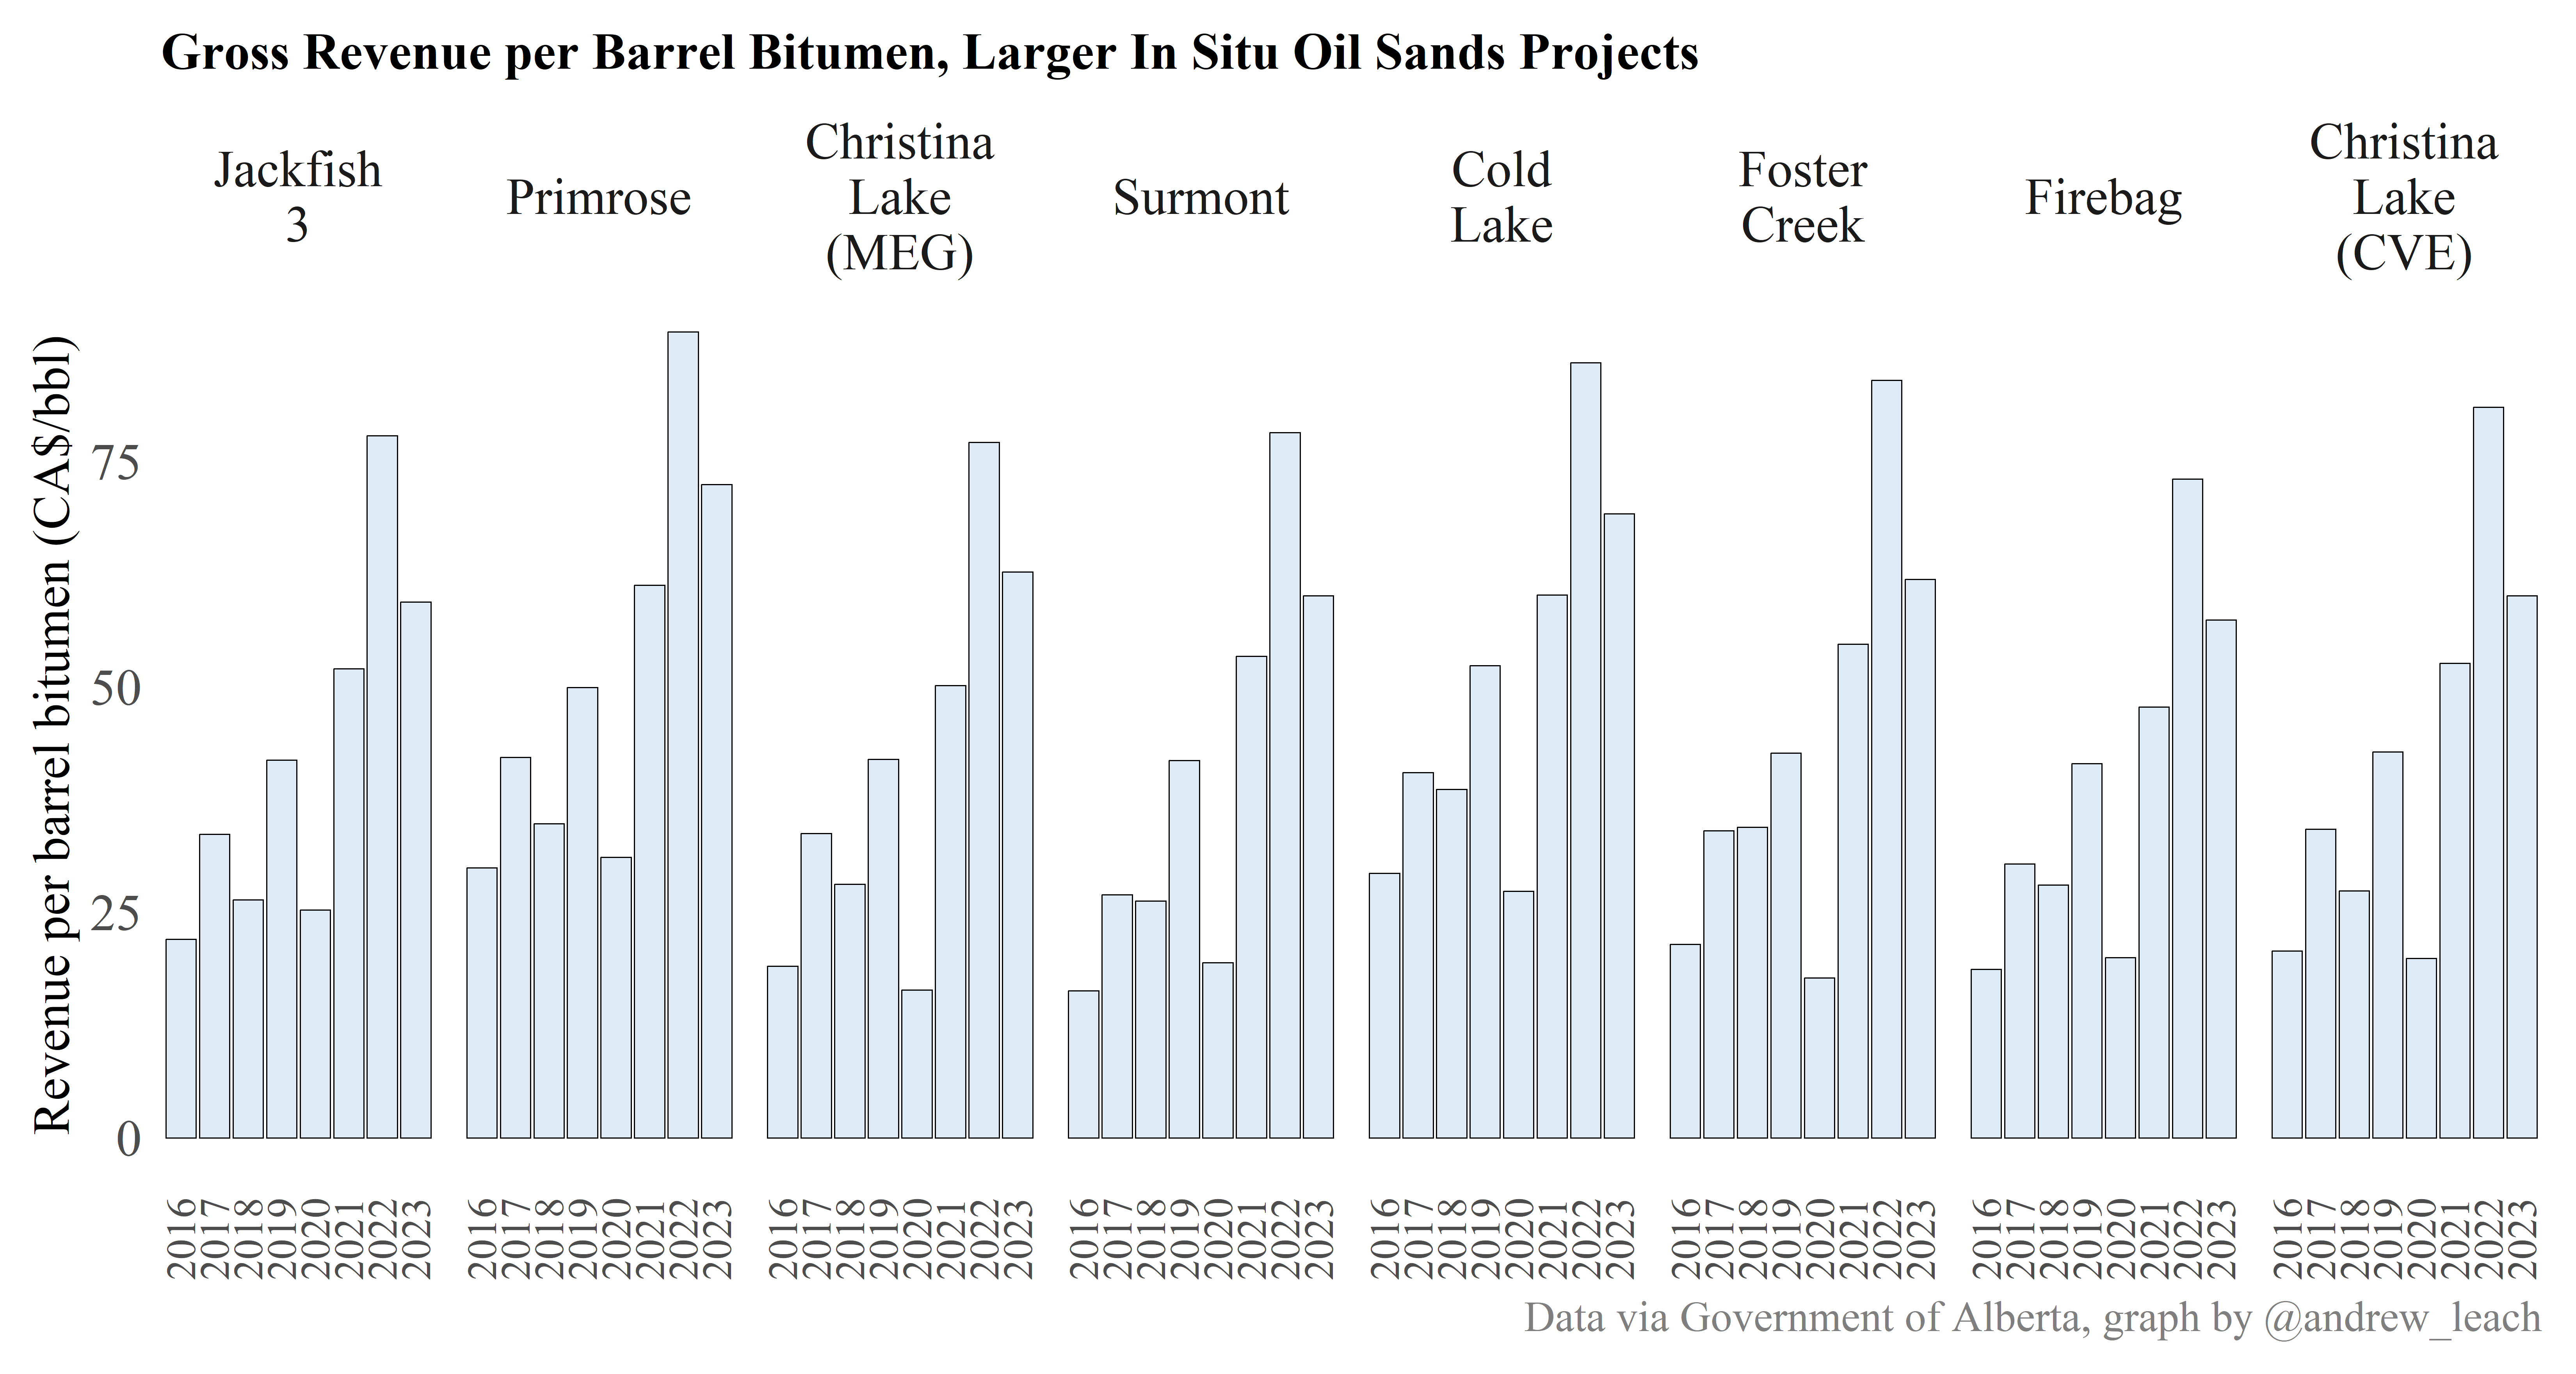 Gross Revenue per Barrel Bitumen, Larger In Situ Oil Sands Projects
Jackfish
3
Primrose
Christina
Lake
(MEG)
Surmont
Cold
Lake
Foster
Creek
Firebag
Christina
Lake
(CVE)
Revenue per barrel bitumen (CA$/bbl)
75
50
25
0
2016 2017 2018 2019 2020 2021 2022 2023
2016 2017 2018 2019 2020 2021 2022 2023
2016 2017 2018 2019 2020 2021 2022 2023
2016 2017 2018 2019 2020 2021 2022 2023
2016 2017 2018 2019 2020 2021 2022 2023
2016 2017 2018 2019 2020 2021 2022 2023
2016 2017 2018 2019 2020 2021 2022 2023
2016 2017 2018 2019 2020 2021 2022 2023
Data via Government of Alberta, graph by @andrew_leach